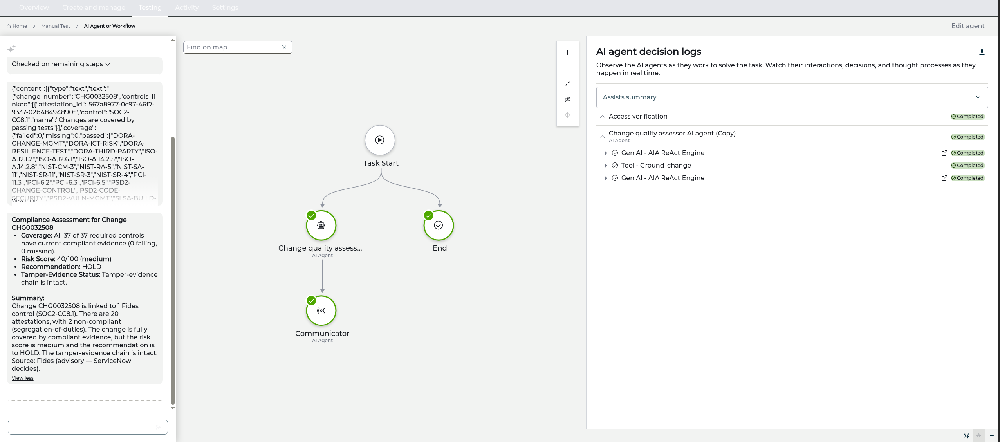 Overview Create and manage Testing Activity Settings
Home > Manual Test > AI Agent or Workflow
Edit agent
Checked on remaining steps
{"content":[{"type":"text","text":"
{"change_number":"CHG0032508","controls_li
nked":[{"attestation_id":"567a8977-0c97-46f7-
9337-02b48494890f","control":"SOC2-
CC8.1","name":"Changes are covered by
passing tests"}],"coverage":
{"failed":0,"missing":0,"passed":["DORA-
CHANGE-MGMT","DORA-ICT-RISK","DORA-
RESILIENCE-TEST","DORA-THIRD-PARTY","ISO-
A.12.1.2","ISO-A.12.6.1","ISO-A.14.2.5","ISO-
A.14.2.8","NIST-CM-3","NIST-RA-5","NIST-SA-
11","NIST-SR-11","NIST-SR-3","NIST-SR-4","PCI-
11.3","PCI-6.2","PCI-6.3","PCI-6.5","PSD2-
CHANGE-CONTROL","PSD2-CODE-
SECURITY","PSD2-VULN-MGMT","SLSA-BUILD-
View more
Compliance Assessment for Change
CHG0032508
• Coverage: All 37 of 37 required controls
have current compliant evidence (0 failing,
0 missing).
• Risk Score: 40/100 (medium)
• Recommendation: HOLD
• Tamper-Evidence Status: Tamper-evidence
chain is intact.
Summary:
Change CHG0032508 is linked to 1 Fides
control (SOC2-CC8.1). There are 20
attestations, with 2 non-compliant
(segregation-of-duties). The change is fully
covered by compliant evidence, but the risk
score is medium and the recommendation is
to HOLD. The tamper-evidence chain is intact.
Source: Fides (advisory — ServiceNow
decides).
View less
Find on map
Task Start
Change quality assess...
AI Agent
End
Communicator
AI Agent
AI agent decision logs
Observe the AI agents as they work to solve the task. Watch their interactions, decisions, and thought processes as they
happen in real time.
Assists summary
Access verification Completed
Change quality assessor AI agent (Copy)
AI Agent
Completed
Gen AI - AIA ReAct Engine Completed
Tool - Ground_change Completed
Gen AI - AIA ReAct Engine Completed